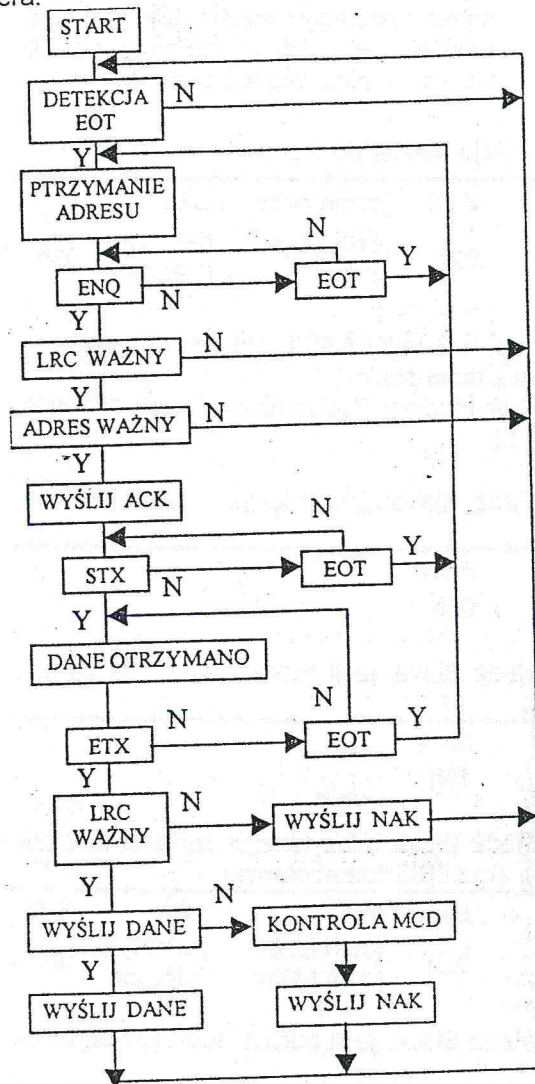 era.
START
DETEKCJA
EOT
N
Y
PTRZYMANIE
ADRESU
N
ENQ
N
EOT
Y
Y
LRC WAŻNY
N
Y
ADRES WAŻNY
N
Y
WYŚLIJ ACK
N
STX
N
EOT
Y
Y
DANE OTRZYMANO
N
ETX
N
EOT
Y
Y
LRC
WAŻNY
N
WYŚLIJ NAK
Y
WYŚLIJ DANE
N
KONTROLA MCD
Y
WYŚLIJ DANE
WYŚLIJ NAK